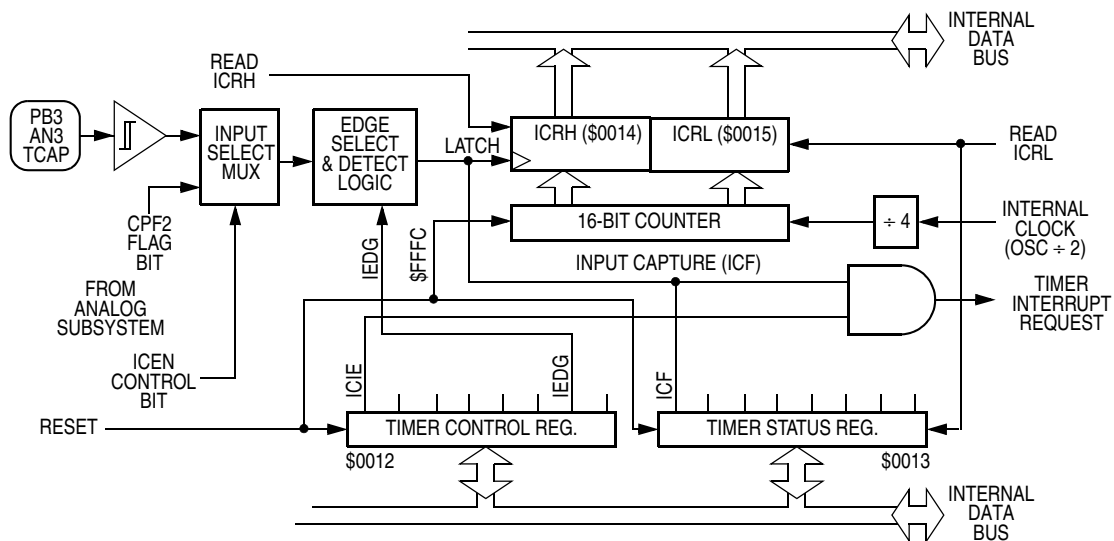 INTERNAL
DATA
BUS
READ
ICRH
PB3
AN3
TCAP
INPUT
SELECT
MUX
EDGE
SELECT
& DETECT
LOGIC
LATCH
ICRH ($0014)
ICRL ($0015)
READ
ICRL
CPF2
FLAG
BIT
IEDG
$FFFC
16-BIT COUNTER
÷ 4
INTERNAL
CLOCK
(OSC ÷ 2)
INPUT CAPTURE (ICF)
FROM
ANALOG
SUBSYSTEM
TIMER
INTERRUPT
REQUEST
ICEN
CONTROL
BIT
ICIE
IEDG
ICF
RESET
TIMER CONTROL REG.
TIMER STATUS REG.
$0012
$0013
INTERNAL
DATA
BUS